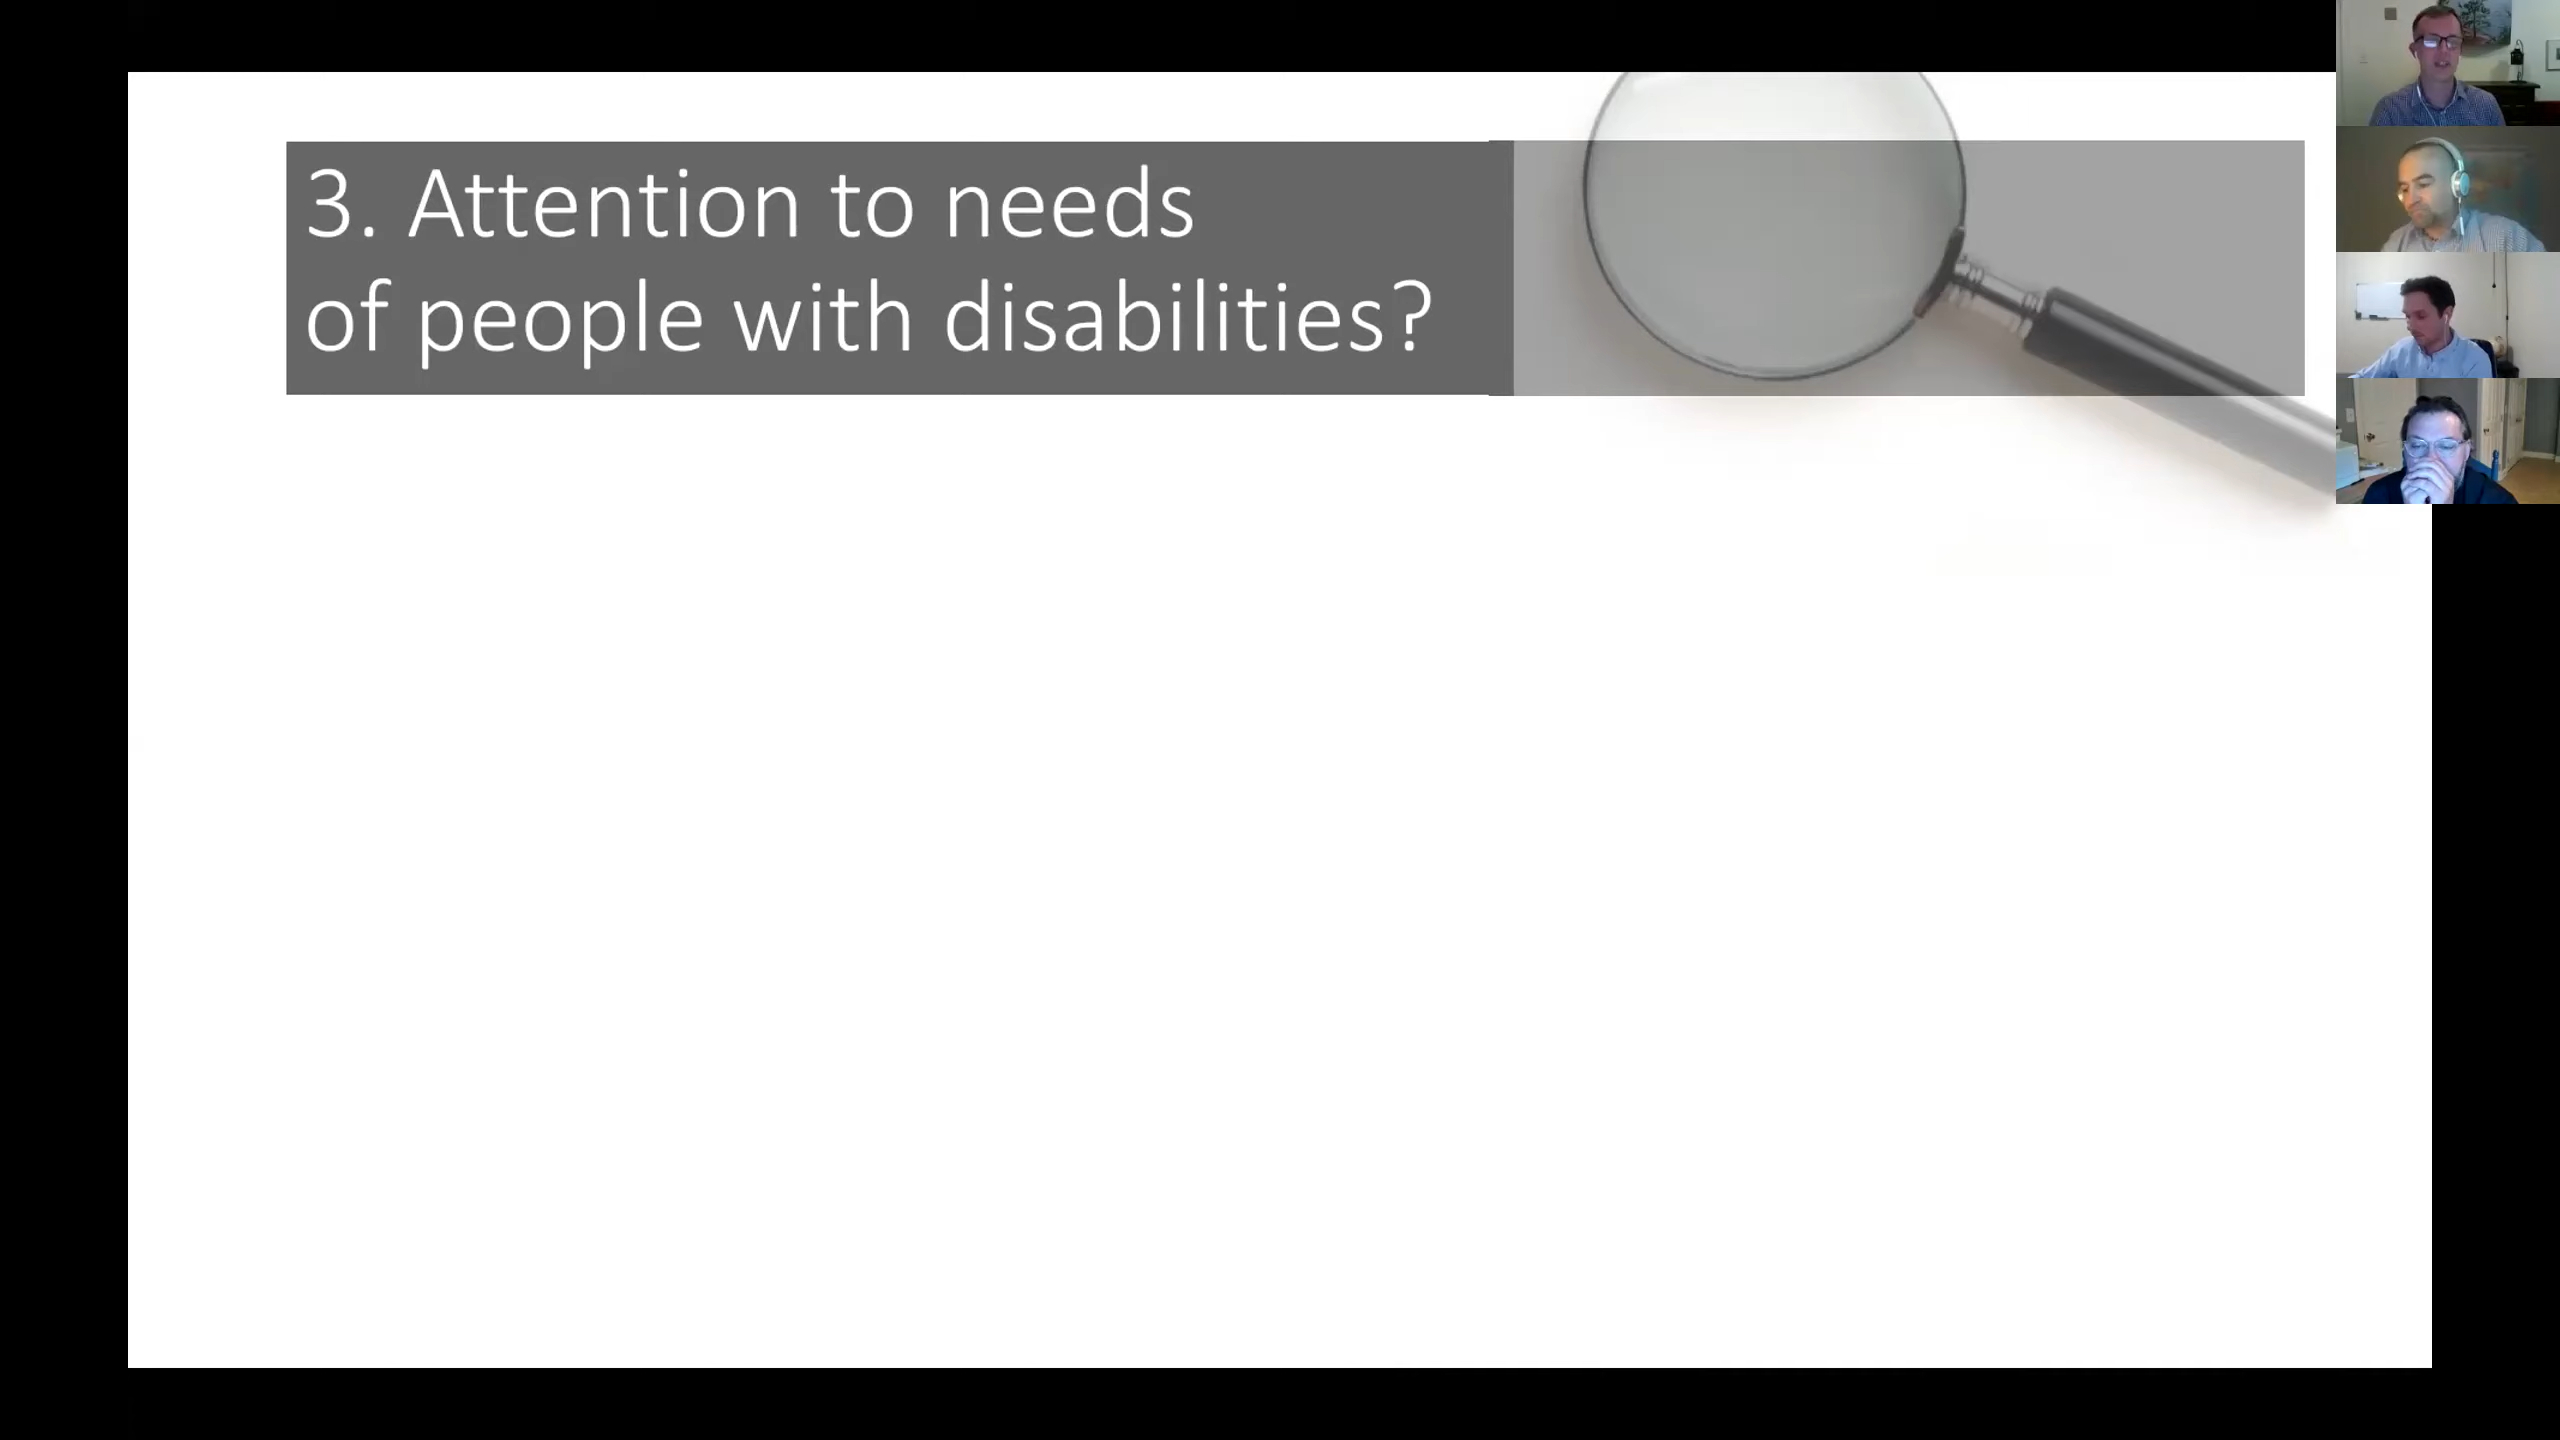 3. Attention to needs
of people with disabilities?